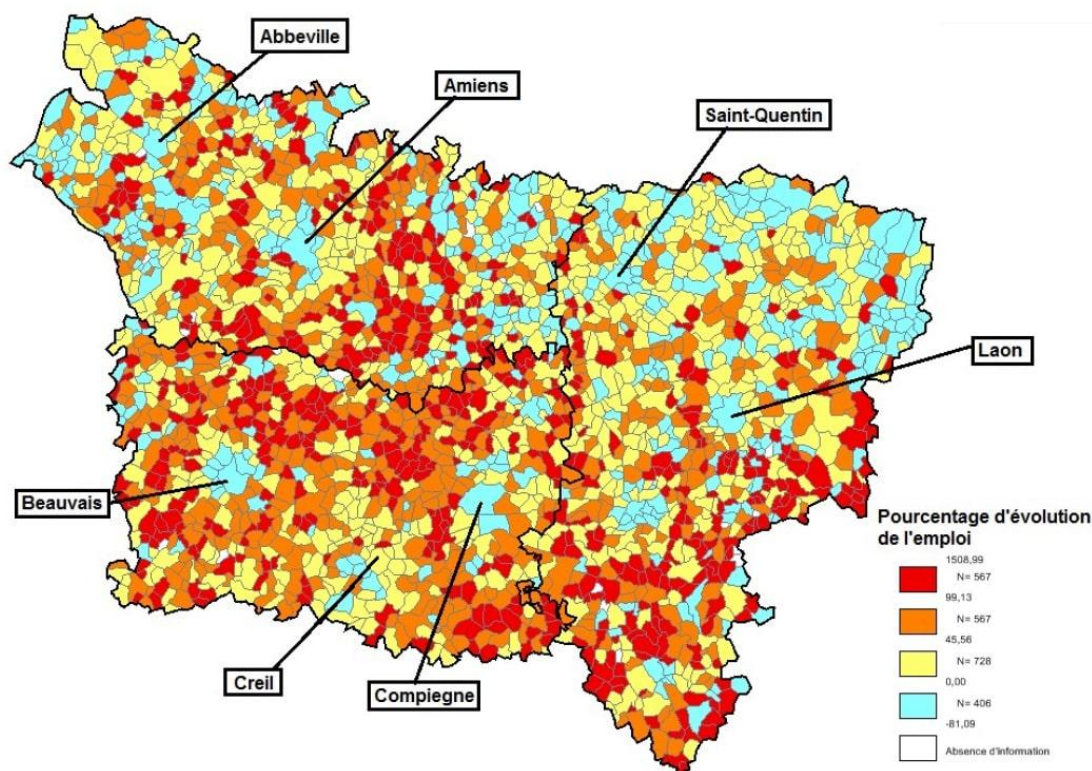 Abbeville
Amiens
Saint-Quentin
Laon
Beauvais
Creil
Compiegne
Pourcentage d'évolution
de l'emploi
1508,99
N= 567
99,13
N= 567
45,56
N= 728
0,00
N= 406
-81,09
Absence d'information